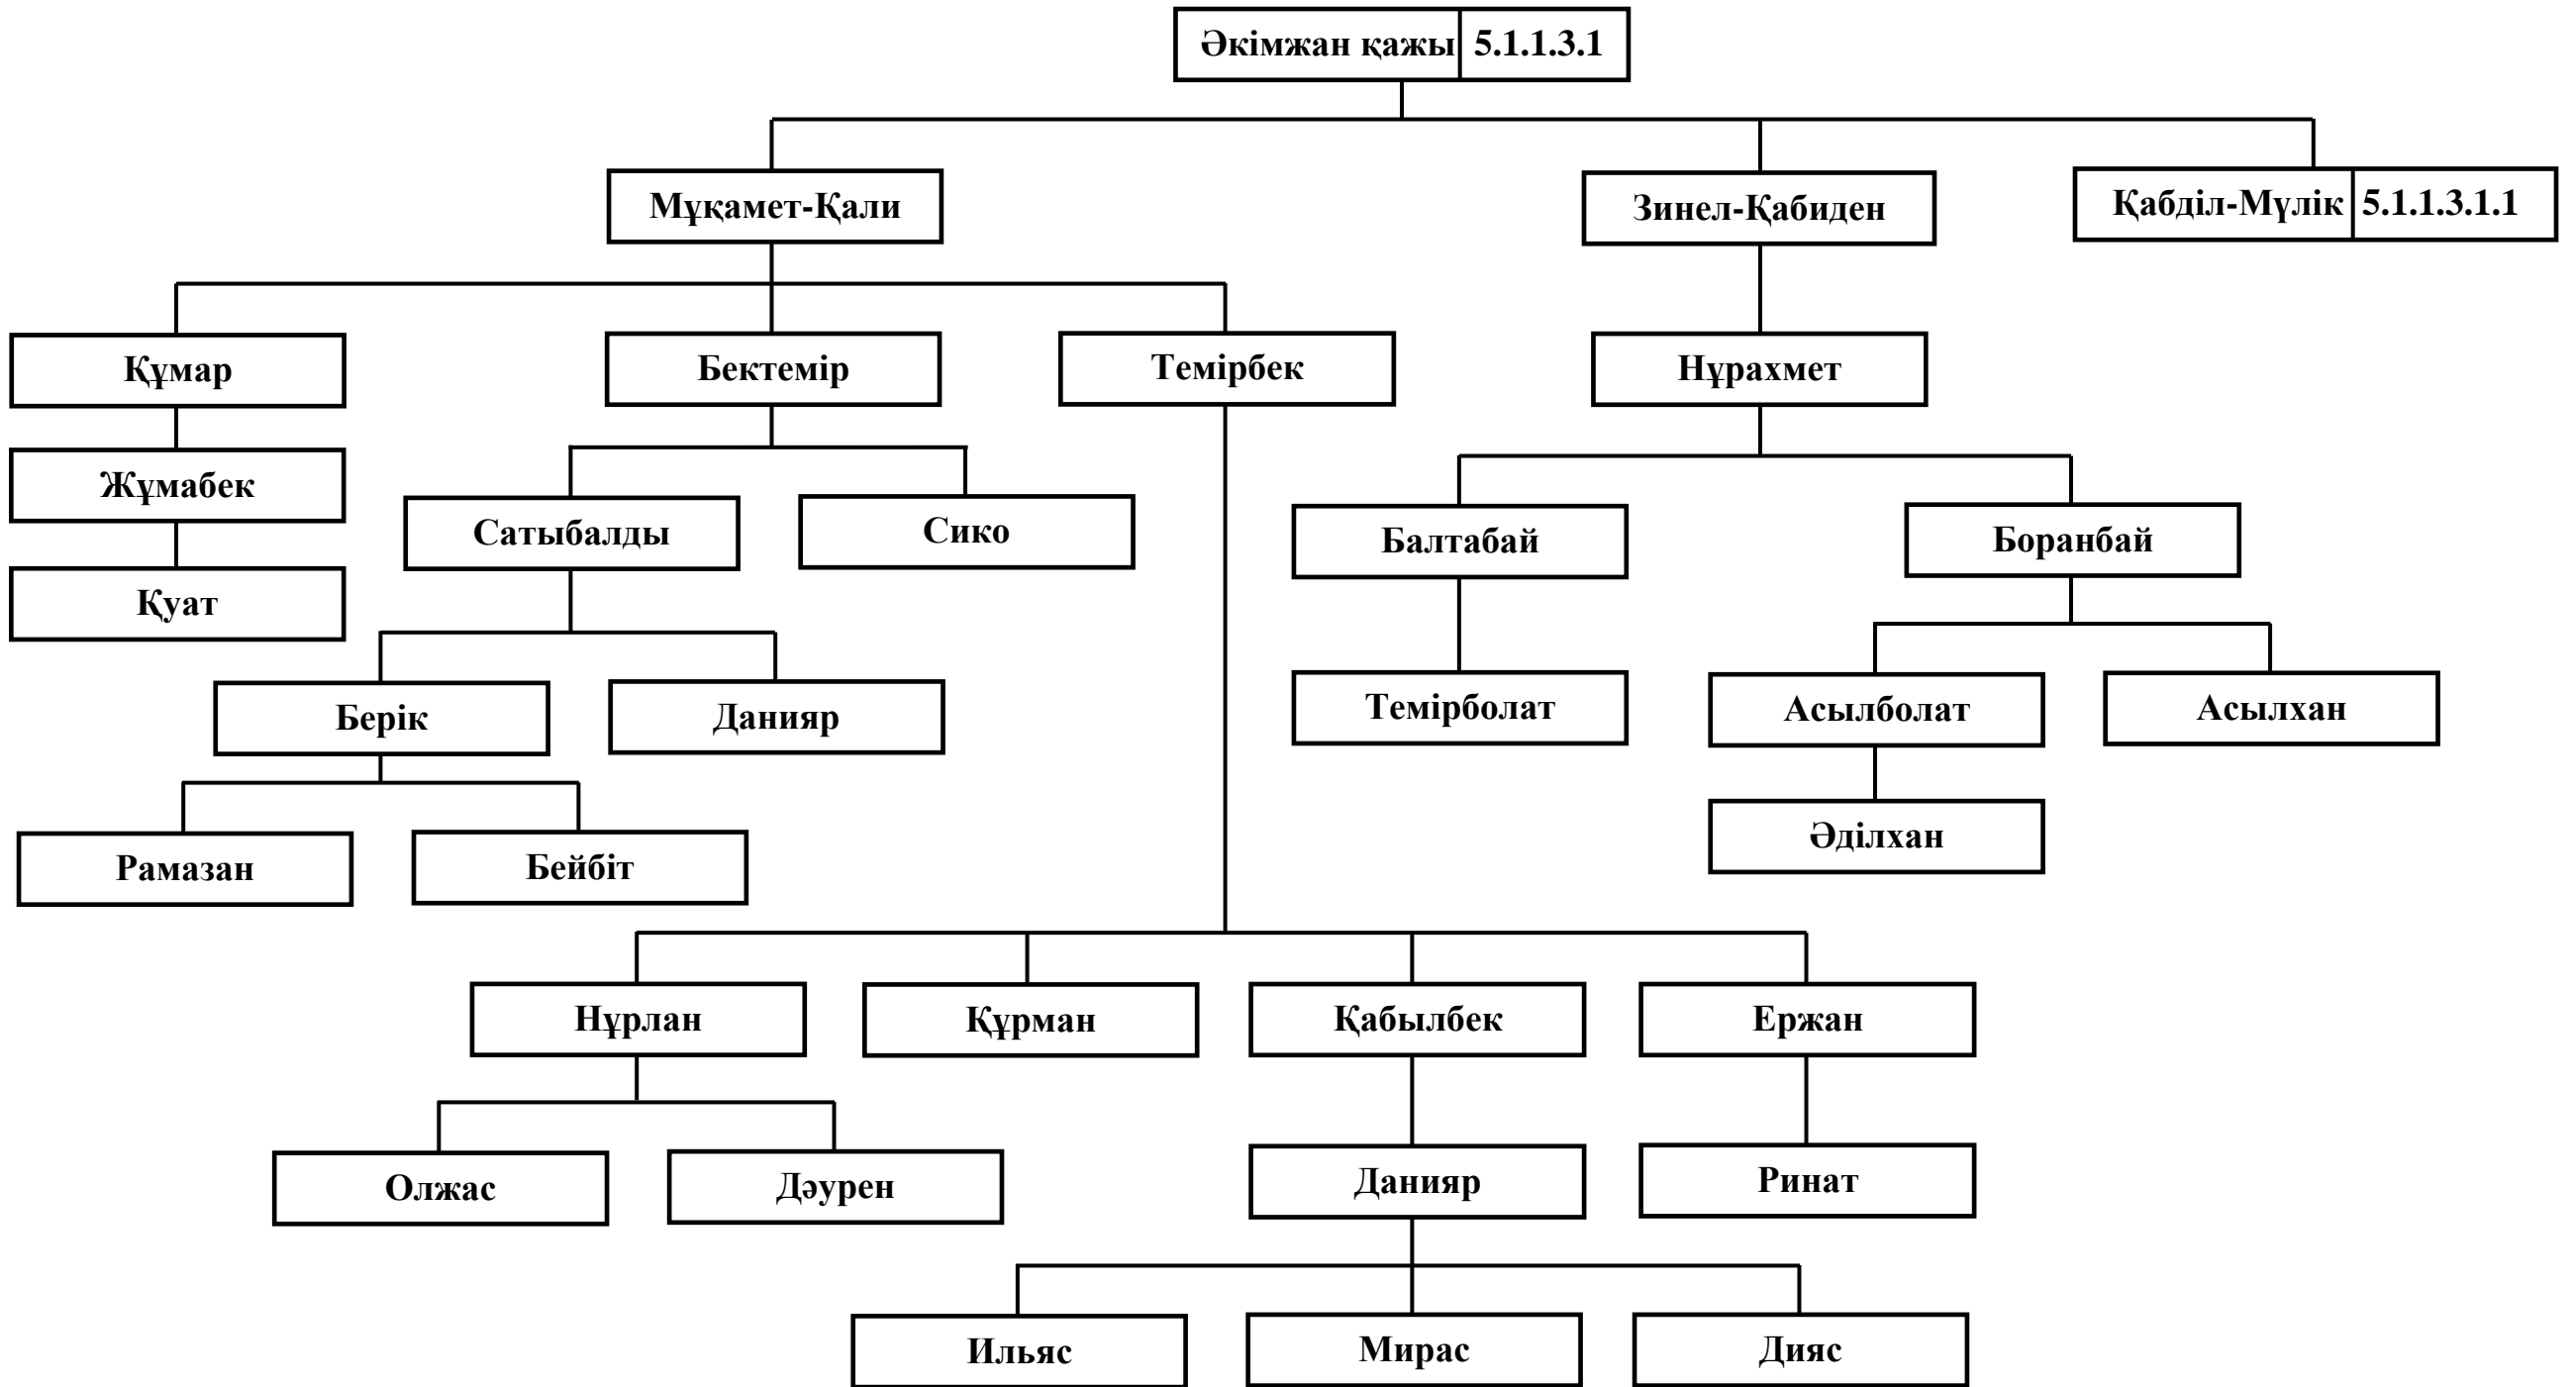 Әкімжан қажы 5.1.1.3.1
Мұқамет-Қали
Зинел-Қабиден
Қабділ-Мүлік 5.1.1.3.1.1
Құмар
Бектемір
Темірбек
Нұрахмет
Жұмабек
Сатыбалды
Сико
Балтабай
Боранбай
Қуат
Берік
Данияр
Темірболат
Асылболат
Асылхан
Рамазан
Бейбіт
Әділхан
Нұрлан
Құрман
Қабылбек
Ержан
Олжас
Дәурен
Данияр
Ринат
Ильяс
Мирас
Дияс